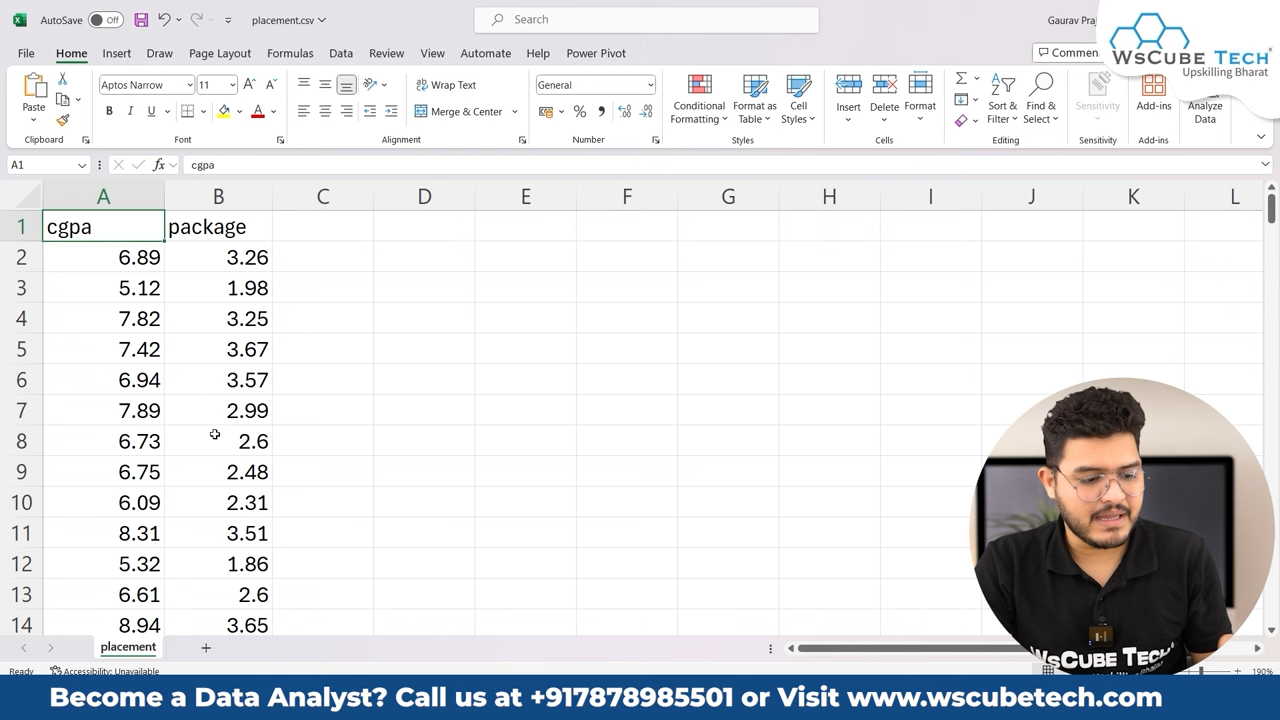 AutoSave Off placement.csv Search Gaurav Praj
File Home Insert Draw Page Layout Formulas Data Review View Automate Help Power Pivot
WsCube Tech
Upskilling Bharat
Paste Aptos Narrow 11 Wrap Text General Conditional Formatting Format as Table Cell Styles Insert Delete Format Sort & Filter Find & Select Sensitivity Add-ins Analyze Data
B I U Merge & Center
Clipboard Font Alignment Number Styles Cells Editing Sensitivity Add-ins
A1 fx cgpa
A B C D E F G H I J K L
1 cgpa package
2 6.89 3.26
3 5.12 1.98
4 7.82 3.25
5 7.42 3.67
6 6.94 3.57
7 7.89 2.99
8 6.73 2.6
9 6.75 2.48
10 6.09 2.31
11 8.31 3.51
12 5.32 1.86
13 6.61 2.6
14 8.94 3.65
placement
Ready Accessibility: Unavailable 190%
WsCube Tech
Become a Data Analyst? Call us at +917878985501 or Visit www.wscubetech.com